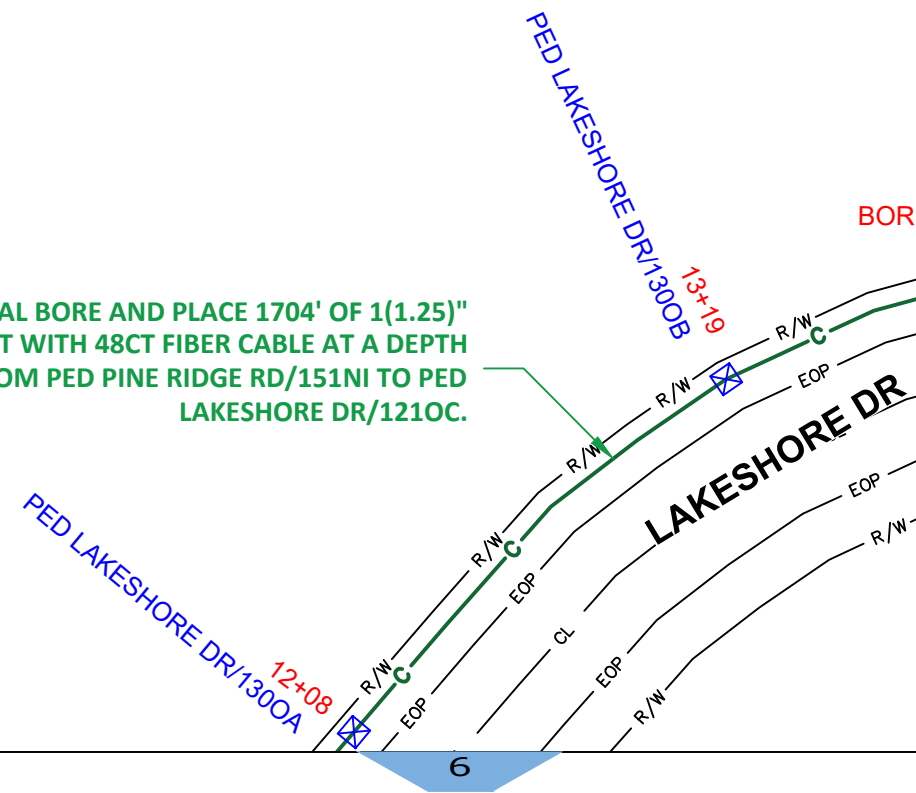 PED LAKESHORE DR/130OB
13+19
BOR
AL BORE AND PLACE 1704' OF 1(1.25)"
T WITH 48CT FIBER CABLE AT A DEPTH
OM PED PINE RIDGE RD/151NI TO PED
LAKESHORE DR/121OC.
R/W
C
R/W
EOP
R/W
LAKESHORE DR
EOP
R/W
R/W
C
EOP
CL
PED LAKESHORE DR/130OA
12+08
R/W
C
EOP
EOP
R/W
6